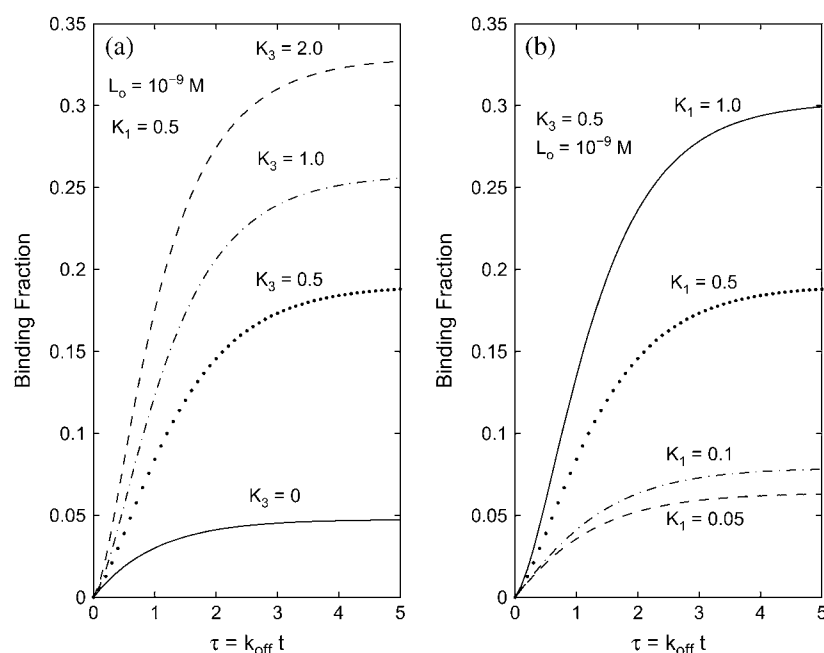 (a)
K₃ = 2.0
Lₒ = 10⁻⁹ M
K₁ = 0.5
K₃ = 1.0
K₃ = 0.5
K₃ = 0
0.35
0.3
0.25
0.2
0.15
0.1
0.05
0
Binding Fraction
0 1 2 3 4 5
τ = k_off t
(b)
K₁ = 1.0
K₃ = 0.5
Lₒ = 10⁻⁹ M
K₁ = 0.5
K₁ = 0.1
K₁ = 0.05
0.35
0.3
0.25
0.2
0.15
0.1
0.05
0
Binding Fraction
0 1 2 3 4 5
τ = k_off t